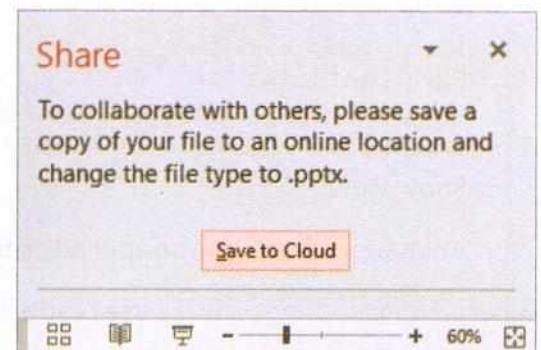 Share
To collaborate with others, please save a
copy of your file to an online location and
change the file type to .pptx.
Save to Cloud
- + 60%